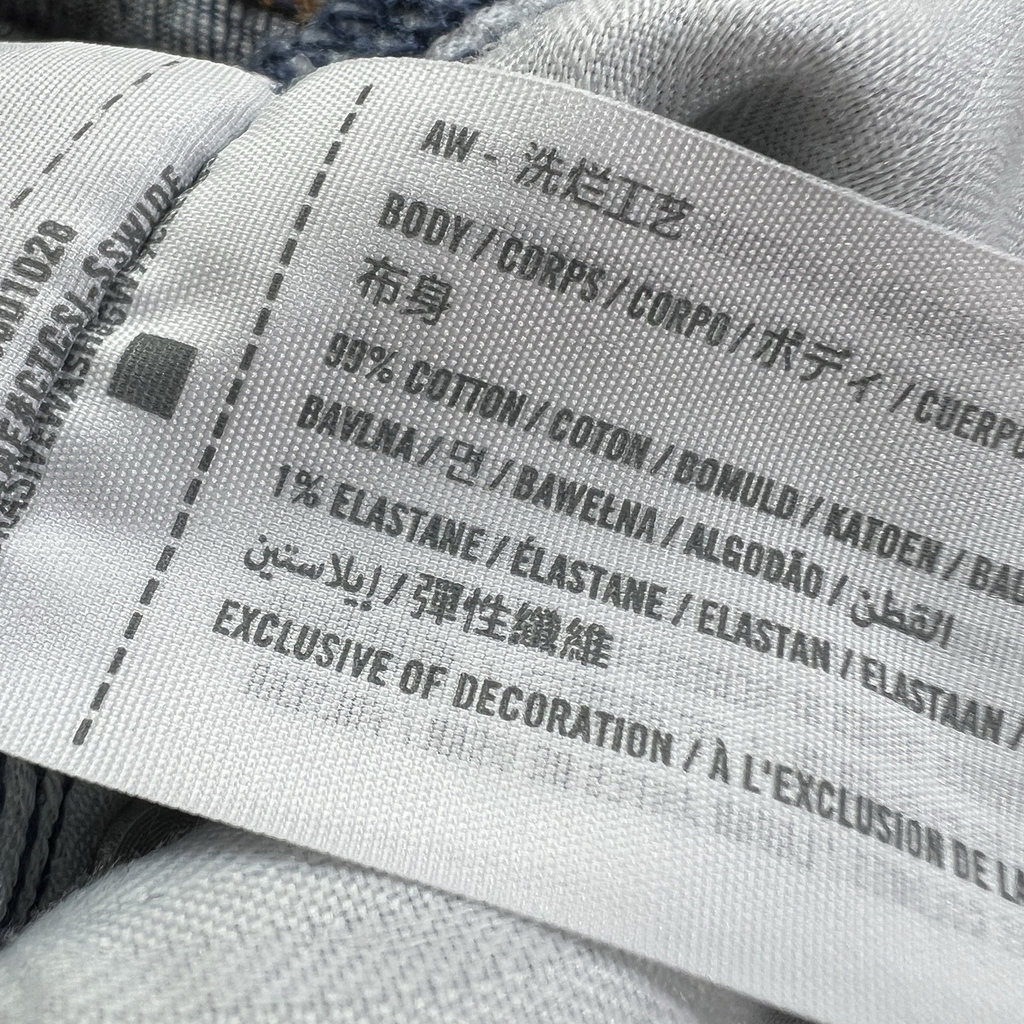 AW - 洗烂工艺
BODY / CORPS / CORPO / ボディ / CUERPO
布身
99% COTTON / COTON / BOMULD / KATOEN /
BAVLNA / 면 / BAWEŁNA / ALGODÃO / القطن
1% ELASTANE / ÉLASTANE / ELASTAN / ELASTAAN /
إيلاستين / 彈性纖維
EXCLUSIVE OF DECORATION / À L'EXCLUSION DE LA